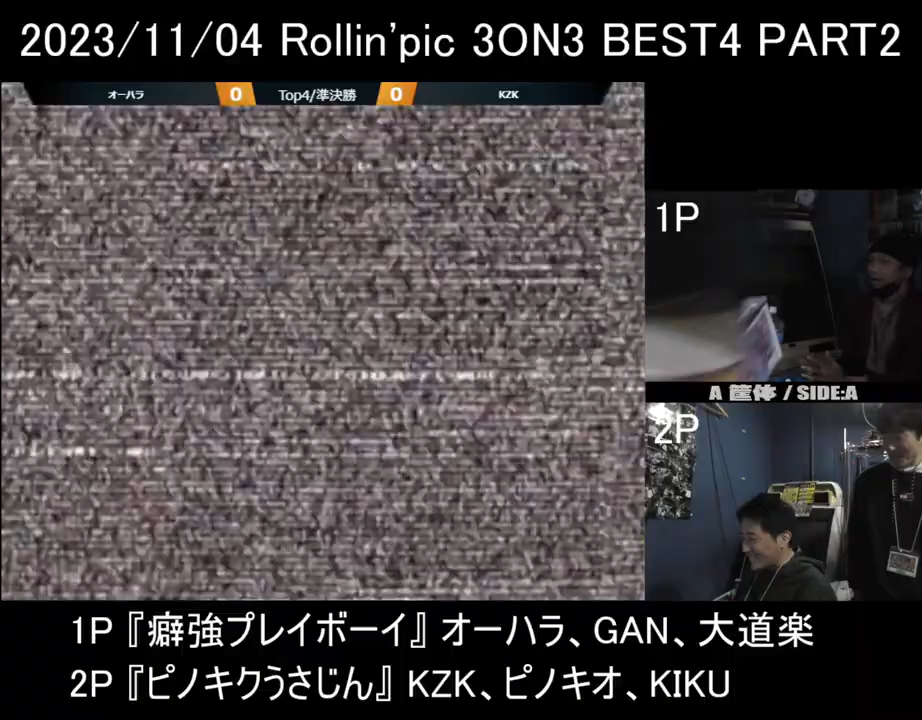 2023/11/04 Rollin'pic 3ON3 BEST4 PART2
オーハラ 0 Top4/準決勝 0 KZK
1P
A 筐体 / SIDE:A
2P
1P『癖強プレイボーイ』オーハラ、GAN、大道楽
2P『ピノキクうさじん』KZK、ピノキオ、KIKU